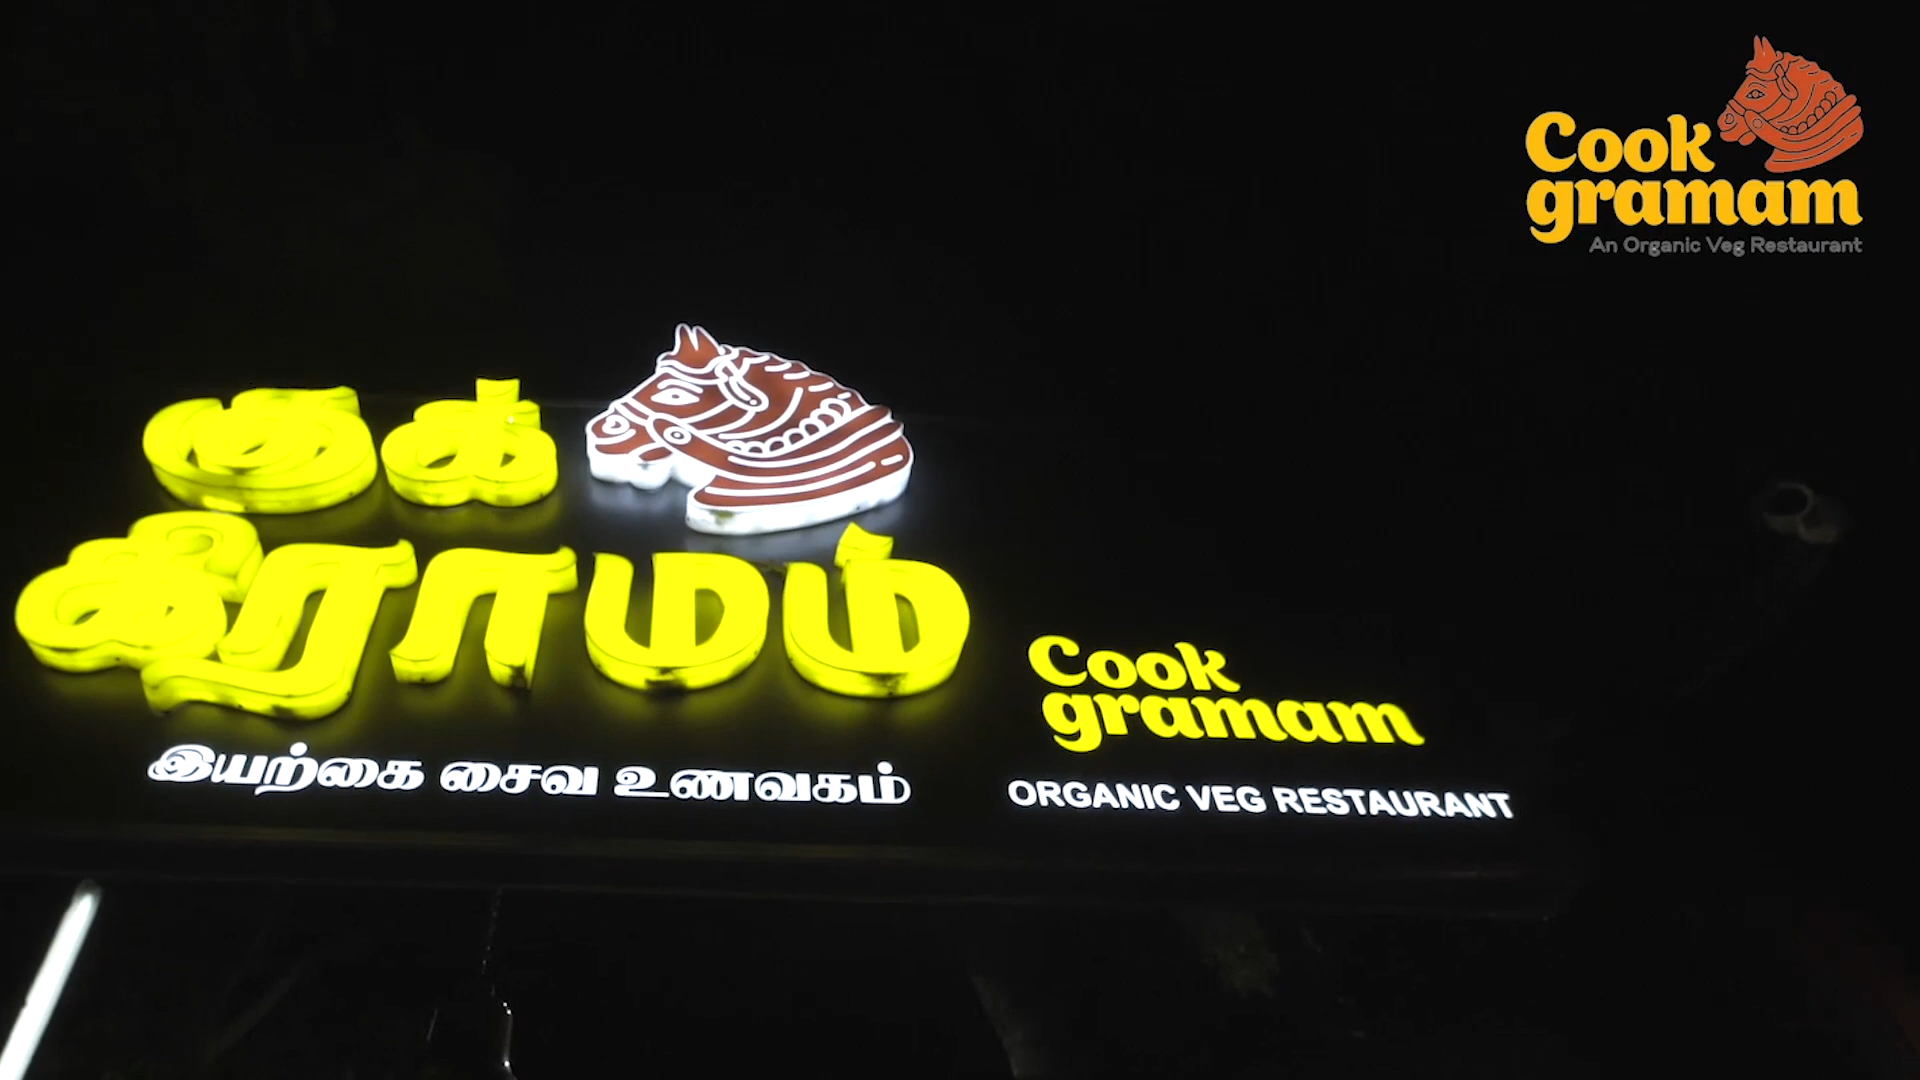 Cook
gramam
An Organic Veg Restaurant
குக்
கிராமம்
இயற்கை சைவ உணவகம்
Cook
gramam
ORGANIC VEG RESTAURANT